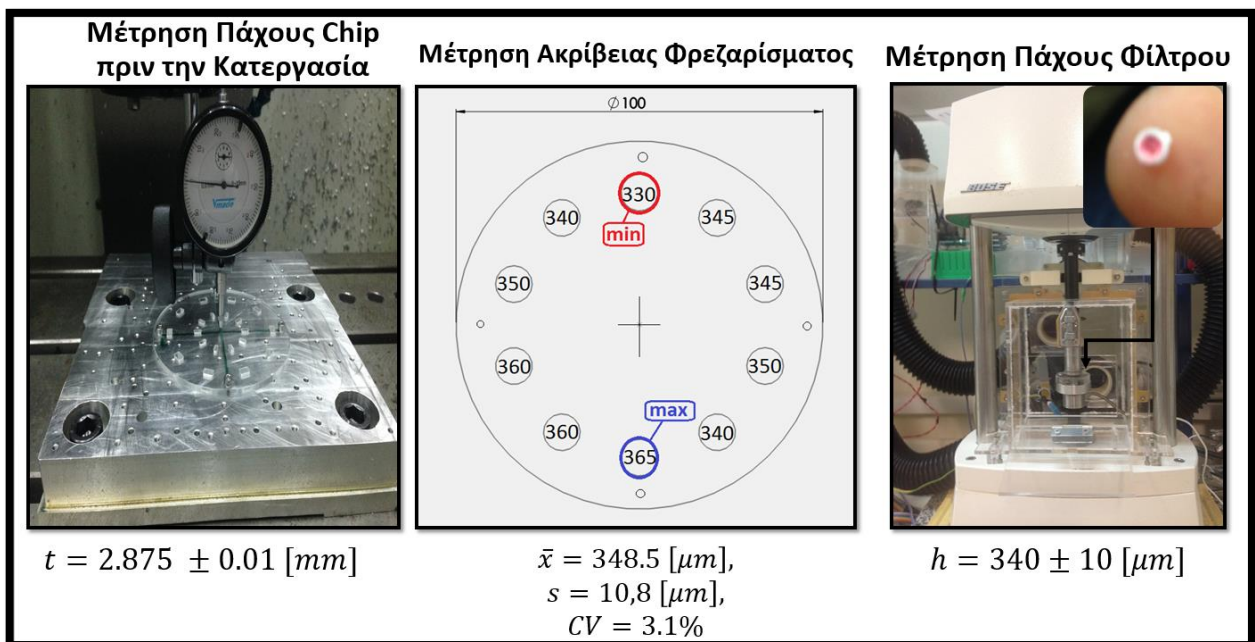 Μέτρηση Πάχους Chip
πριν την Κατεργασία
Μέτρηση Ακρίβειας Φρεζαρίσματος
Μέτρηση Πάχους Φίλτρου
∅ 100
330
min
340
345
350
345
360
350
max
360
340
365
BOSE
t = 2.875 ± 0.01 [mm]
x̄ = 348.5 [μm],
s = 10,8 [μm],
CV = 3.1%
h = 340 ± 10 [μm]